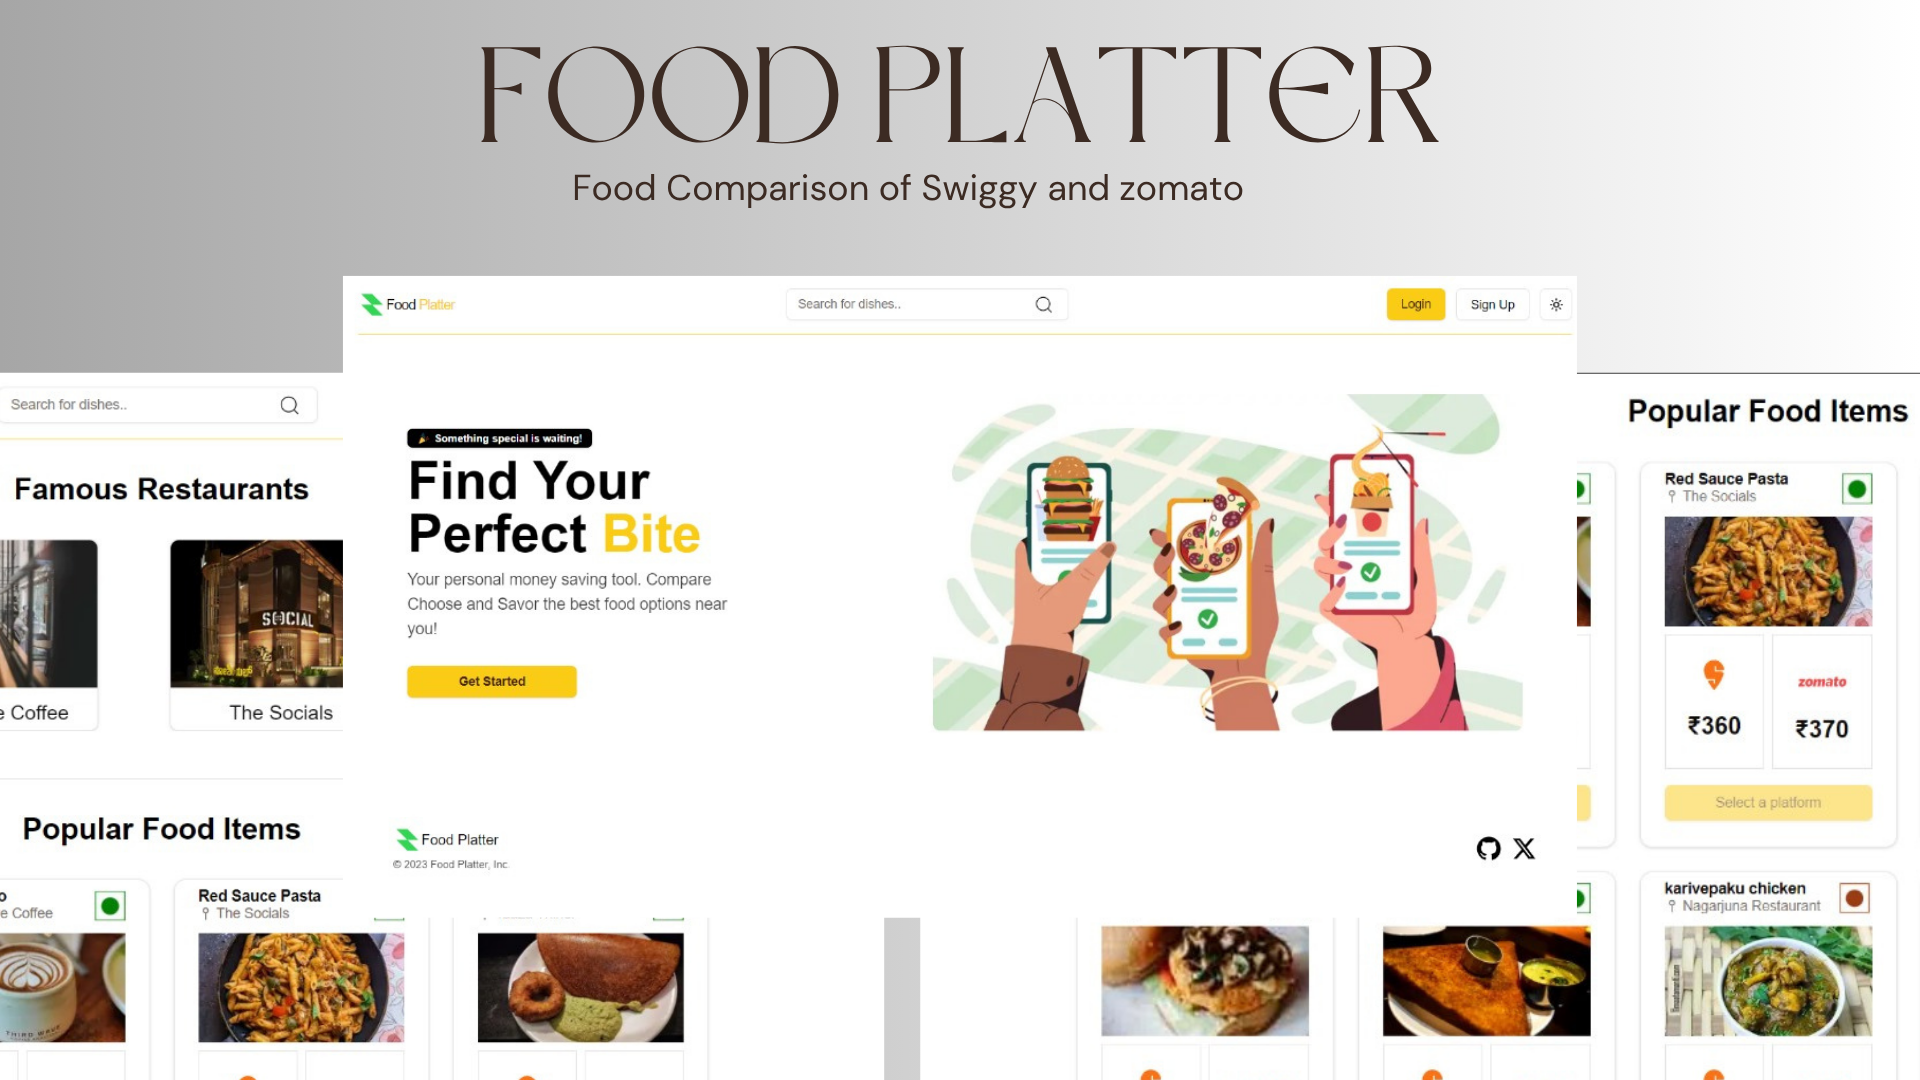 FOOD PLATTER
Food Comparison of Swiggy and zomato
Food Platter
Search for dishes..
Login
Sign Up
Something special is waiting!
Find Your
Perfect Bite
Your personal money saving tool. Compare
Choose and Savor the best food options near
you!
Get Started
Food Platter
© 2023 Food Platter, Inc.
Search for dishes..
Famous Restaurants
SOCIAL
e Coffee
The Socials
Popular Food Items
o
e Coffee
Red Sauce Pasta
The Socials
THIRD WAVE
Popular Food Items
Red Sauce Pasta
The Socials
zomato
₹360
₹370
Select a platform
karivepaku chicken
Nagarjuna Restaurant